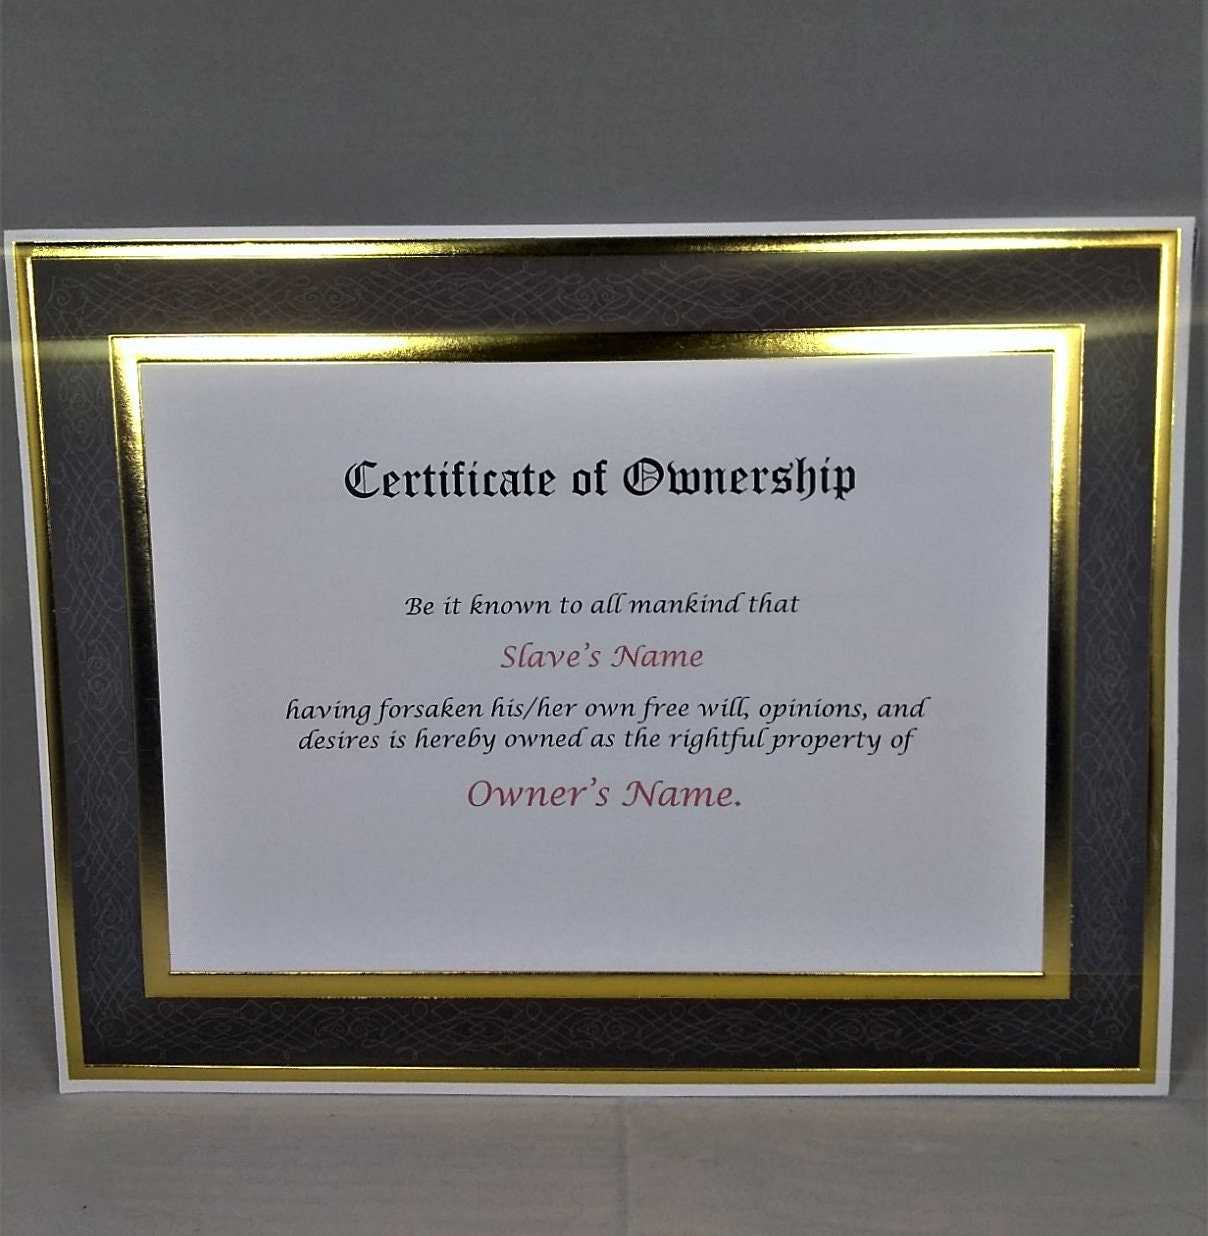 Certificate of Ownership
Be it known to all mankind that
Slave's Name
having forsaken his/her own free will, opinions, and
desires is hereby owned as the rightful property of
Owner's Name.